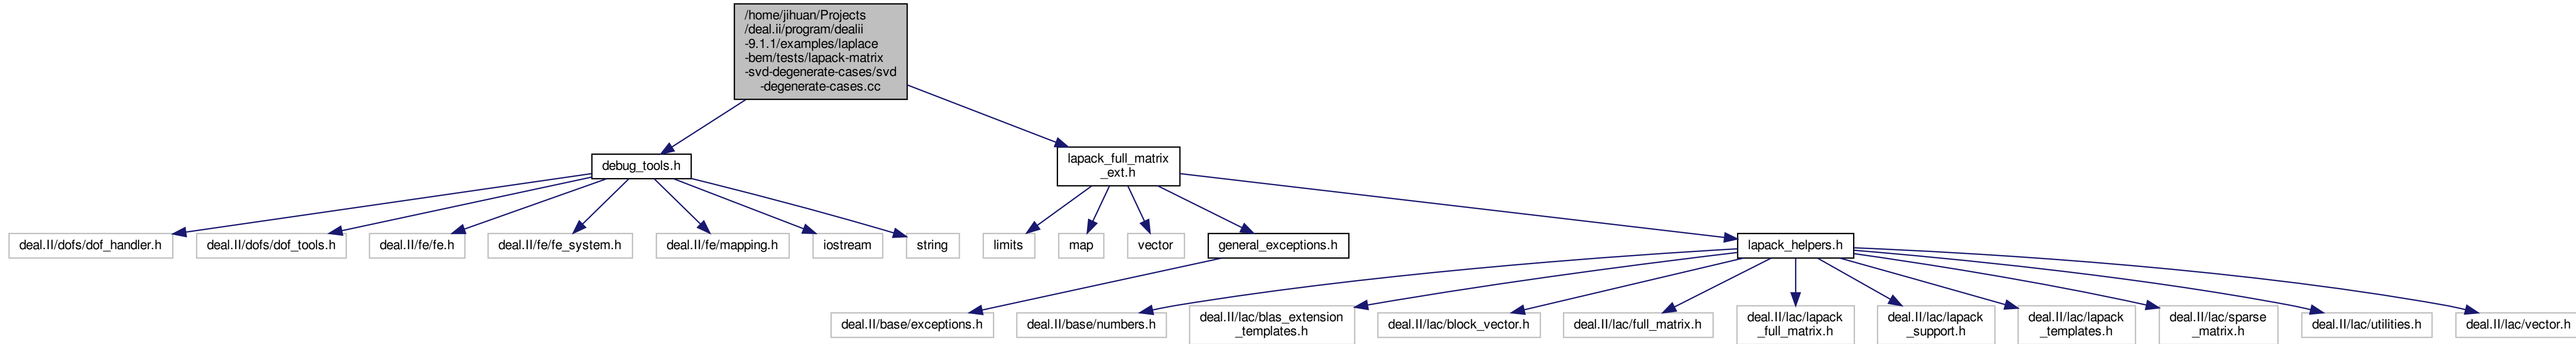 /home/jihuan/Projects
/deal.ii/program/dealii
-9.1.1/examples/laplace
-bem/tests/lapack-matrix
-svd-degenerate-cases/svd
-degenerate-cases.cc
debug_tools.h
lapack_full_matrix
_ext.h
deal.II/dofs/dof_handler.h
deal.II/dofs/dof_tools.h
deal.II/fe/fe.h
deal.II/fe/fe_system.h
deal.II/fe/mapping.h
iostream
string
limits
map
vector
general_exceptions.h
lapack_helpers.h
deal.II/base/exceptions.h
deal.II/base/numbers.h
deal.II/lac/blas_extension
_templates.h
deal.II/lac/block_vector.h
deal.II/lac/full_matrix.h
deal.II/lac/lapack
_full_matrix.h
deal.II/lac/lapack
_support.h
deal.II/lac/lapack
_templates.h
deal.II/lac/sparse
_matrix.h
deal.II/lac/utilities.h
deal.II/lac/vector.h